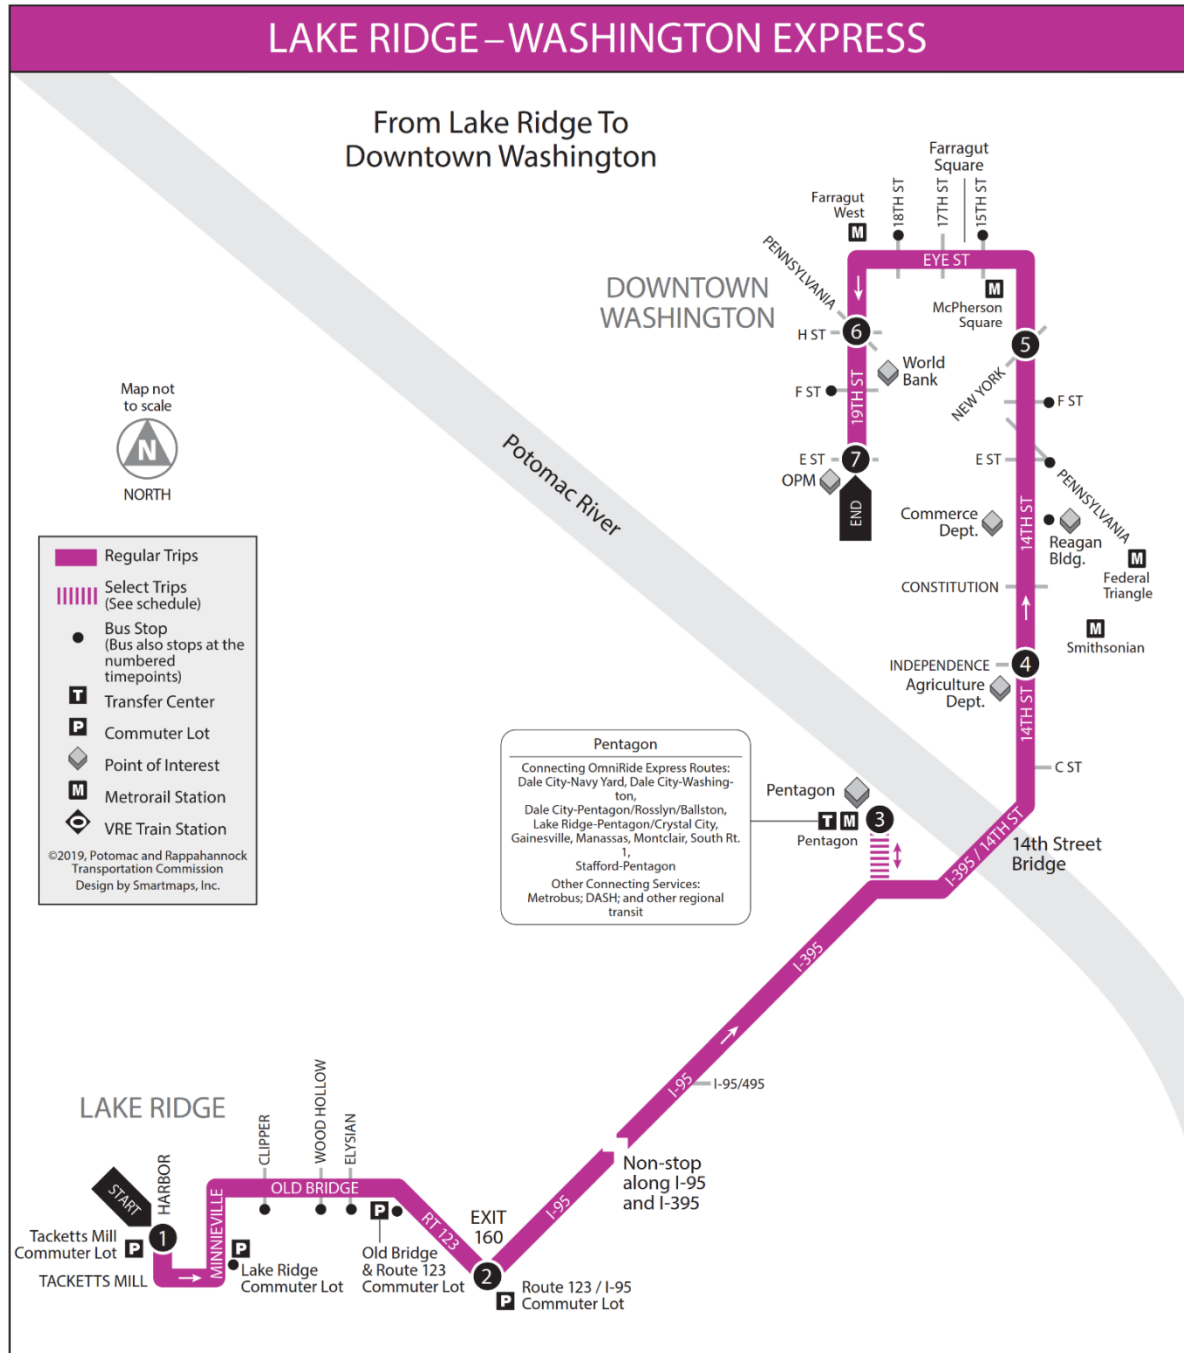 LAKE RIDGE – WASHINGTON EXPRESS
From Lake Ridge To
Downtown Washington
Farragut
Square
Farragut
West
M
18TH ST
17TH ST
15TH ST
PENNSYLVANIA
EYE ST
DOWNTOWN
WASHINGTON
M
McPherson
Square
H ST
6
5
World
Bank
NEW YORK
F ST
19TH ST
F ST
E ST
7
OPM
END
E ST
PENNSYLVANIA
14TH ST
Commerce
Dept.
Reagan
Bldg.
M
Federal
Triangle
CONSTITUTION
M
Smithsonian
INDEPENDENCE
4
Agriculture
Dept.
14TH ST
C ST
Map not
to scale
N
NORTH
Potomac River
Regular Trips
Select Trips
(See schedule)
Bus Stop
(Bus also stops at the
numbered
timepoints)
T
Transfer Center
P
Commuter Lot
Point of Interest
M
Metrorail Station
VRE Train Station
©2019, Potomac and Rappahannock
Transportation Commission
Design by Smartmaps, Inc.
Pentagon
Connecting OmniRide Express Routes:
Dale City-Navy Yard, Dale City-Washing-
ton,
Dale City-Pentagon/Rosslyn/Ballston,
Lake Ridge-Pentagon/Crystal City,
Gainesville, Manassas, Montclair, South Rt.
1,
Stafford-Pentagon
Other Connecting Services:
Metrobus; DASH; and other regional
transit
Pentagon
T M
3
Pentagon
I-395 / 14TH ST
14th Street
Bridge
I-395
I-95
I-95/495
Non-stop
along I-95
and I-395
I-95
LAKE RIDGE
START
HARBOR
CLIPPER
WOOD HOLLOW
ELYSIAN
OLD BRIDGE
MINNIEVILLE
RT 123
EXIT
160
Tacketts Mill
Commuter Lot
P
1
TACKETTS MILL
P
Lake Ridge
Commuter Lot
P
Old Bridge
& Route 123
Commuter Lot
2
P
Route 123 / I-95
Commuter Lot